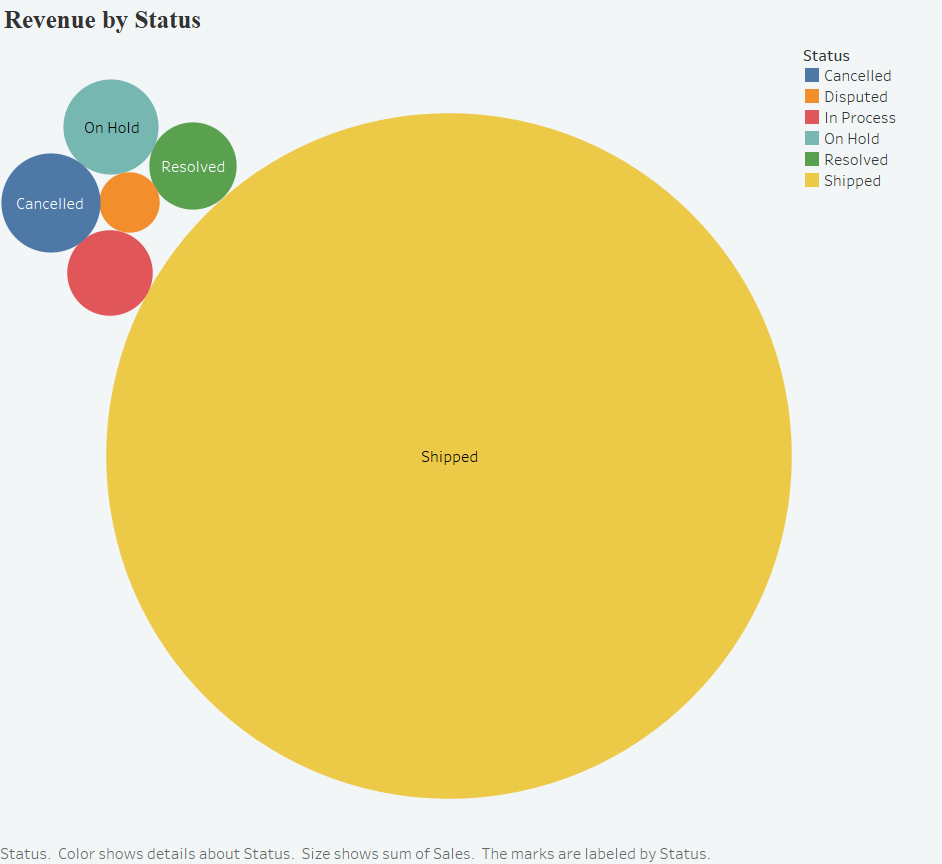 Revenue by Status
Status
Cancelled
Disputed
In Process
On Hold
Resolved
Shipped
On Hold
Resolved
Cancelled
Shipped
Status.  Color shows details about Status.  Size shows sum of Sales.  The marks are labeled by Status.